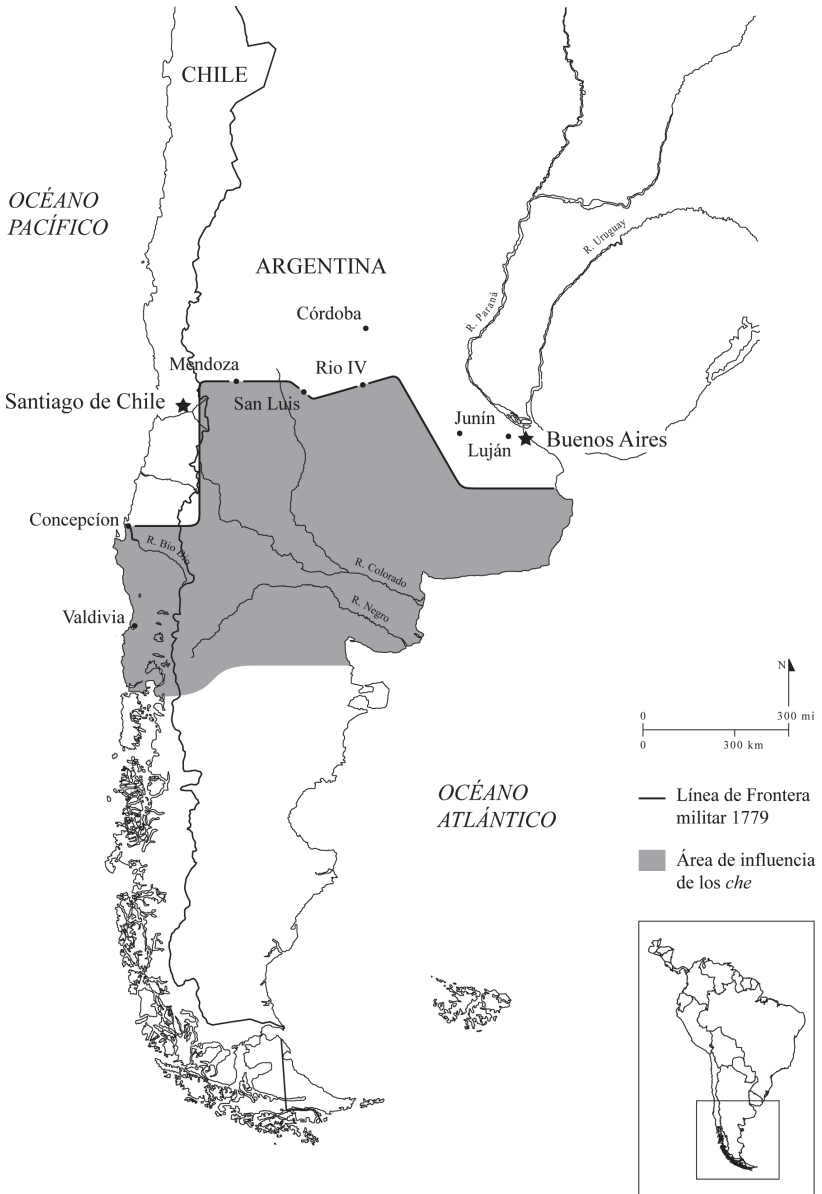 CHILE
OCÉANO
PACÍFICO
R. Uruguay
ARGENTINA
R. Paraná
Córdoba
Mendoza
Rio IV
Santiago de Chile
San Luis
Junín
Luján
Buenos Aires
Concepcíon
R. Bío Bío
R. Colorado
R. Negro
Valdivia
N
0
300 mi
0
300 km
OCÉANO
ATLÁNTICO
Línea de Frontera
militar 1779
Área de influencia
de los che